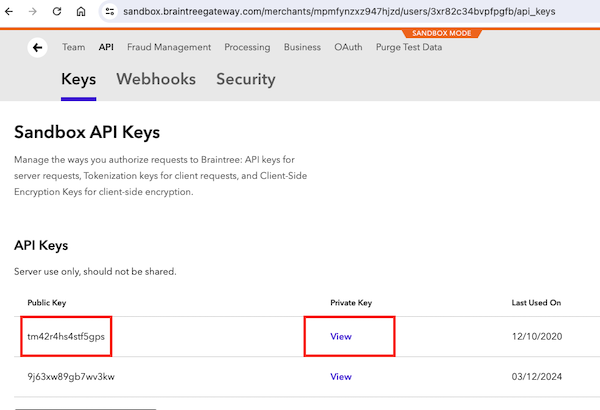 sandbox.braintreegateway.com/merchants/mpmfynzxz947hjzd/users/3xr82c34bvpfpgfb/api_keys
SANDBOX MODE
Team API Fraud Management Processing Business OAuth Purge Test Data
Keys Webhooks Security
Sandbox API Keys
Manage the ways you authorize requests to Braintree: API keys for
server requests, Tokenization keys for client requests, and Client-Side
Encryption Keys for client-side encryption.
API Keys
Server use only, should not be shared.
Public Key Private Key Last Used On
tm42r4hs4stf5gps View 12/10/2020
9j63xw89gb7wv3kw View 03/12/2024